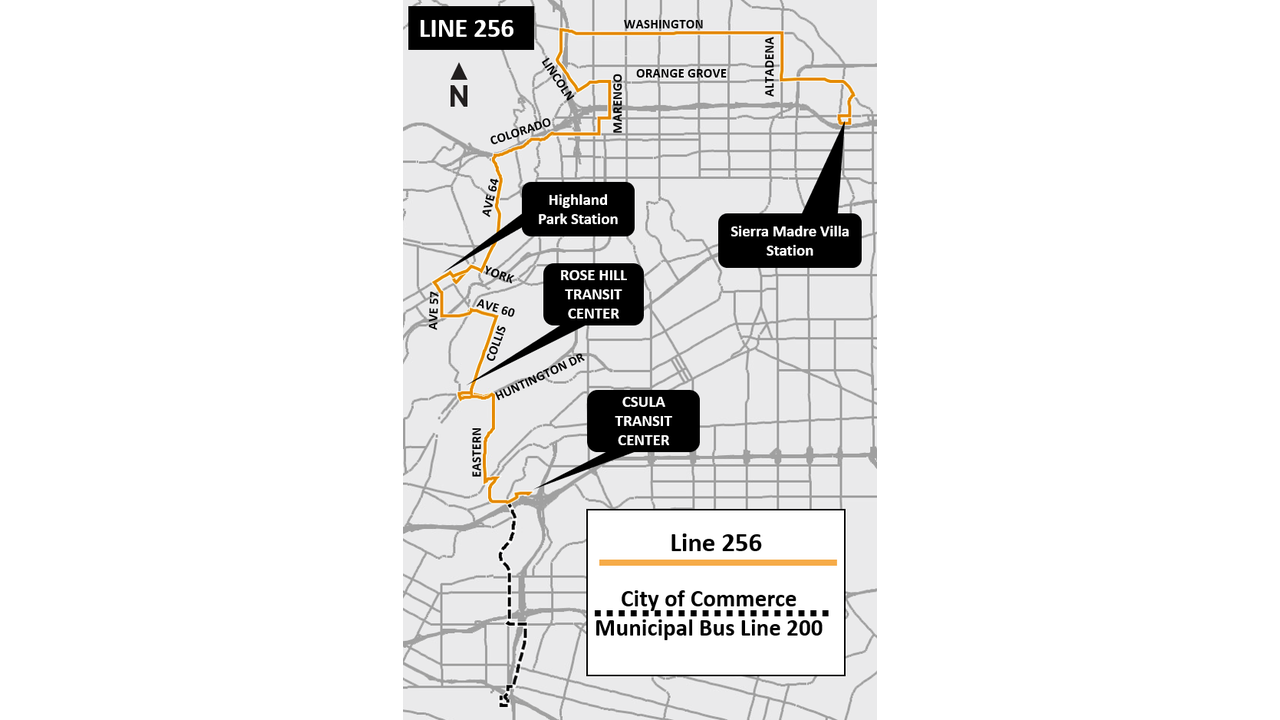 LINE 256
N
WASHINGTON
LINCOLN
ORANGE GROVE
ALTADENA
MARENGO
COLORADO
AVE 64
Highland
Park Station
Sierra Madre Villa
Station
YORK
ROSE HILL
TRANSIT
CENTER
AVE 57
AVE 60
COLLIS
HUNTINGTON DR
CSULA
TRANSIT
CENTER
EASTERN
Line 256
City of Commerce
Municipal Bus Line 200